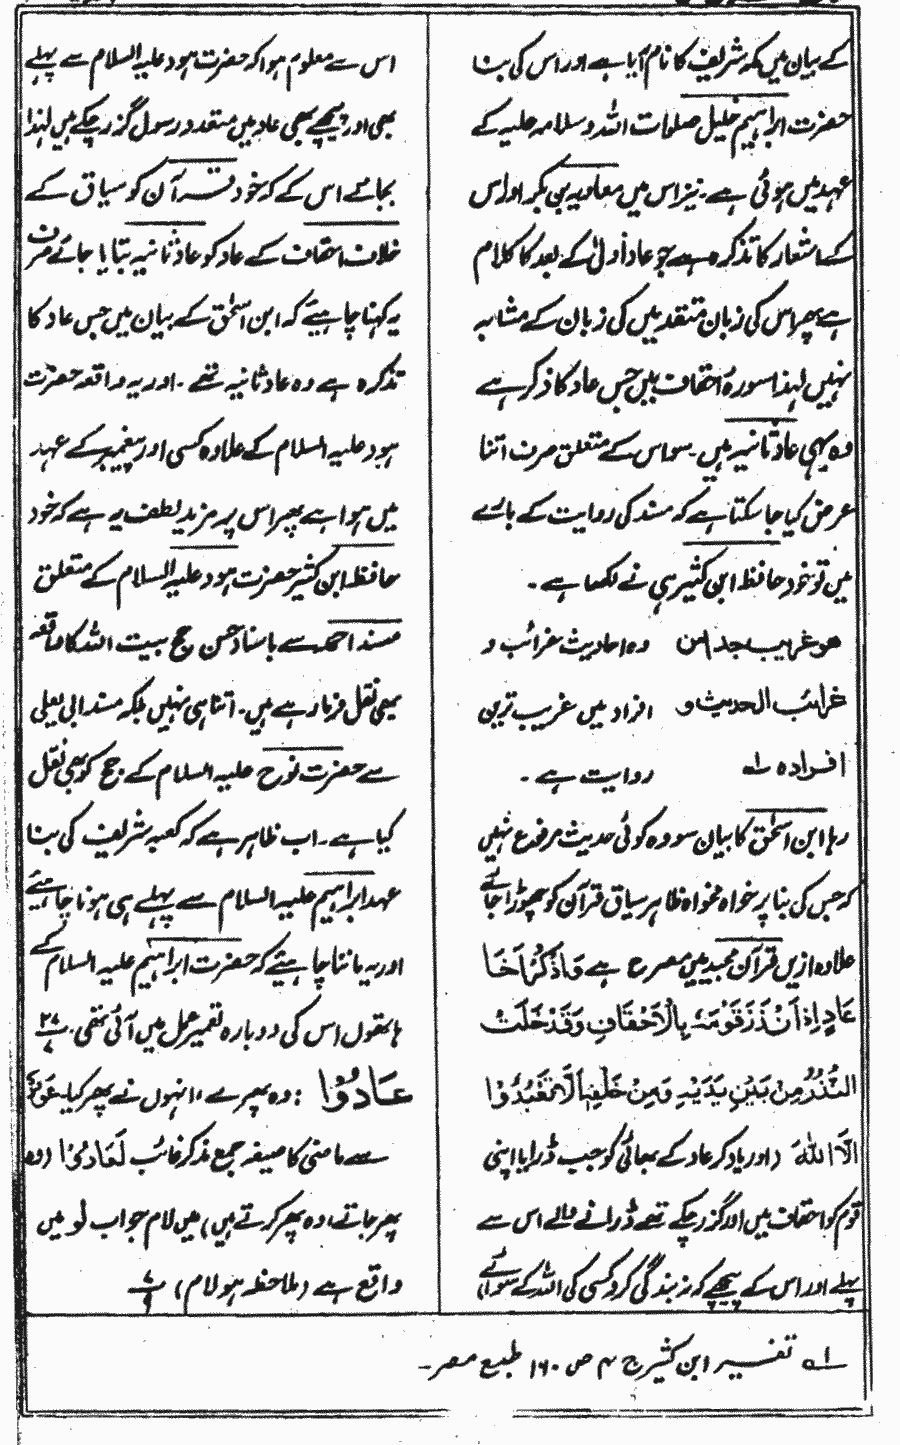 کے بیان میں مکہ شریف کا نام آیا ہے اور اس کی بنا
حضرت ابراہیم خلیل صلوات اللہ وسلامہ علیہ کے
عہد میں ہوئی ہے۔ نیز اس میں معاویہ بن بکر اور اس
کے اشعار کا تذکرہ ہے جو عاد اولیٰ کے بعد کا کلام
ہے پھر اس کی زبان متقدمین کی زبان کے مشابہ
نہیں لہذا سورۂ احقاف میں جس عاد کا ذکر ہے
وہ یہی عاد ثانیہ ہیں۔ سو اس کے متعلق صرف اتنا
عرض کیا جا سکتا ہے کہ مسند کی روایت کے بارے
میں تو خود حافظ ابن کثیر ہی نے لکھا ہے۔
هو غريب جدا من وہ احادیث غرائب و
غرائب الحديث و افراد میں غریب ترین
افراده لہ روایت ہے۔
رہا ابن اسحٰق کا بیان سو وہ کوئی حدیث مرفوع نہیں
کہ جس کی بنا پر خواہ مخواہ ظاہر سیاق قرآن کو چھوڑا جائے
علاوہ ازیں قرآن مجید میں مصرح ہے وَاذْكُرْ اَخَا
عَادٍ اِذْ اَنْذَرَ قَوْمَهٗ بِالْاَحْقَافِ وَقَدْ خَلَتْ
النُّذُرُ مِنْ بَيْنِ يَدَيْهِ وَمِنْ خَلْفِهٖ اَلَّا تَعْبُدُوْا
اِلَّا اللّٰهَ (اور یاد کر عاد کے بھائی کو جب ڈرایا اپنی
قوم کو احقاف میں اور گزر چکے تھے ڈرانے والے اس سے
پہلے اور اس کے پیچھے کہ نہ بندگی کرو کسی کی اللہ کے سوائے)
اس سے معلوم ہوا کہ حضرت ہود علیہ السلام سے پہلے
بھی اور پیچھے بھی عاد میں متعدد رسول گزر چکے ہیں لہذا
بجائے اس کے کہ خود قرآن کو سیاق کے
خلاف احقاف کے عاد کو عاد ثانیہ بتایا جائے صرف
یہ کہنا چاہیے کہ ابن اسحٰق کے بیان میں جس عاد کا
تذکرہ ہے وہ عاد ثانیہ تھے۔ اور یہ واقعہ حضرت
ہود علیہ السلام کے علاوہ کسی اور پیغمبر کے عہد
میں ہوا ہے پھر اس پر مزید لطف یہ ہے کہ خود
حافظ ابن کثیر حضرت ہود علیہ السلام کے متعلق
مسند احمد سے باسناد حسن حج بیت اللہ کا واقعہ
بھی نقل فرما رہے ہیں۔ اتنا ہی نہیں بلکہ مسند ابی یعلی
سے حضرت نوح علیہ السلام کے حج کو بھی نقل
کیا ہے۔ اب ظاہر ہے کہ کعبہ شریف کی بنا
عہد ابراہیم علیہ السلام سے پہلے ہی ہونا چاہیئے
اور یہ ماننا چاہیئے کہ حضرت ابراہیم علیہ السلام کے
ہاتھوں اس کی دوبارہ تعمیر عمل میں آئی تھی۔ ۲۷
عَادُوْا : وہ پھرے، انہوں نے پھر کیا۔
سے ماضی کا صیغہ جمع مذکر غائب لَعَادُوْا (وہ
پھر جاتے، وہ پھر کرتے ہیں) میں لام جواب لو میں
واقع ہے (ملاحظہ ہو لام)
لہ تفسیر ابن کثیر ج ۴ ص ۱۶۰ طبع مصر۔